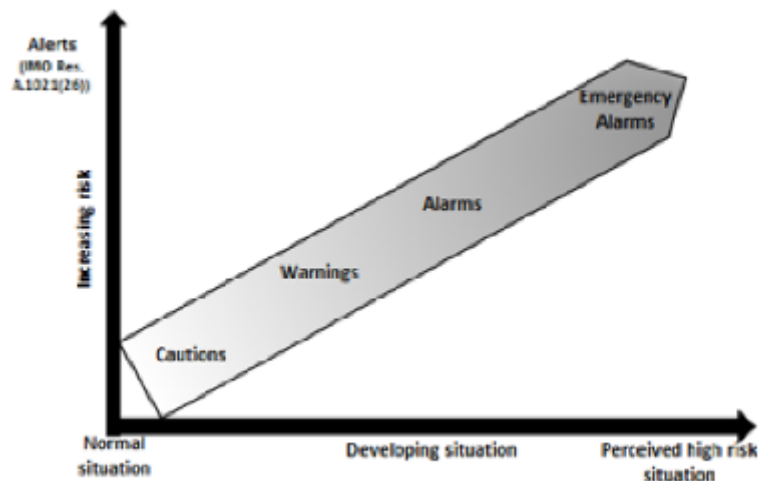 Alerts
(IMO Res.
A.1021(26))
Increasing risk
Emergency
Alarms
Alarms
Warnings
Cautions
Normal
situation
Developing situation
Perceived high risk
situation